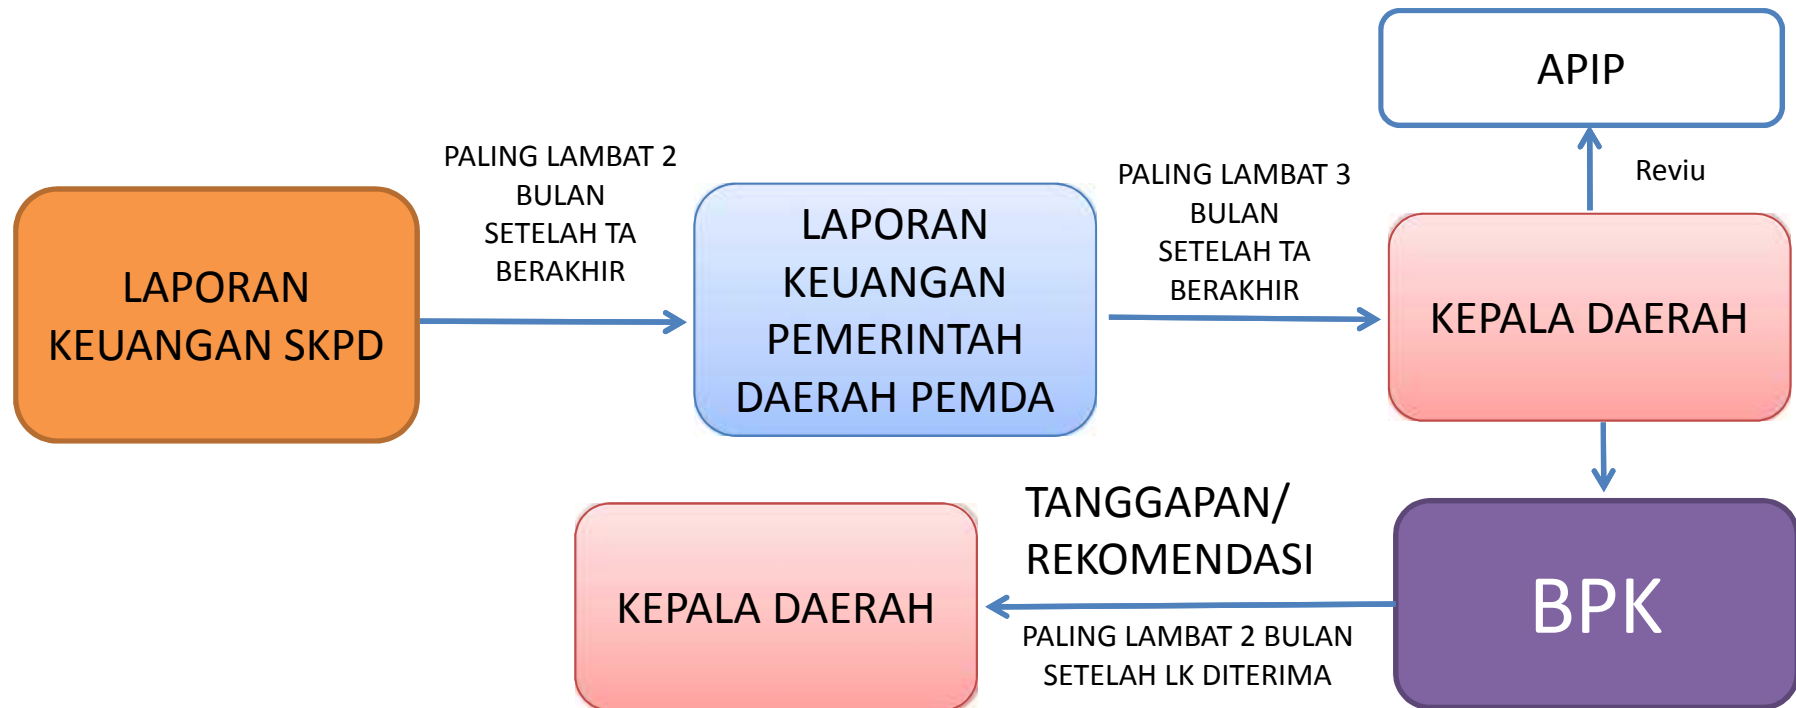 APIP
PALING LAMBAT 2
BULAN
SETELAH TA
BERAKHIR
PALING LAMBAT 3
BULAN
SETELAH TA
BERAKHIR
Reviu
LAPORAN
KEUANGAN SKPD
LAPORAN
KEUANGAN
PEMERINTAH
DAERAH PEMDA
KEPALA DAERAH
TANGGAPAN/
REKOMENDASI
KEPALA DAERAH
PALING LAMBAT 2 BULAN
SETELAH LK DITERIMA
BPK